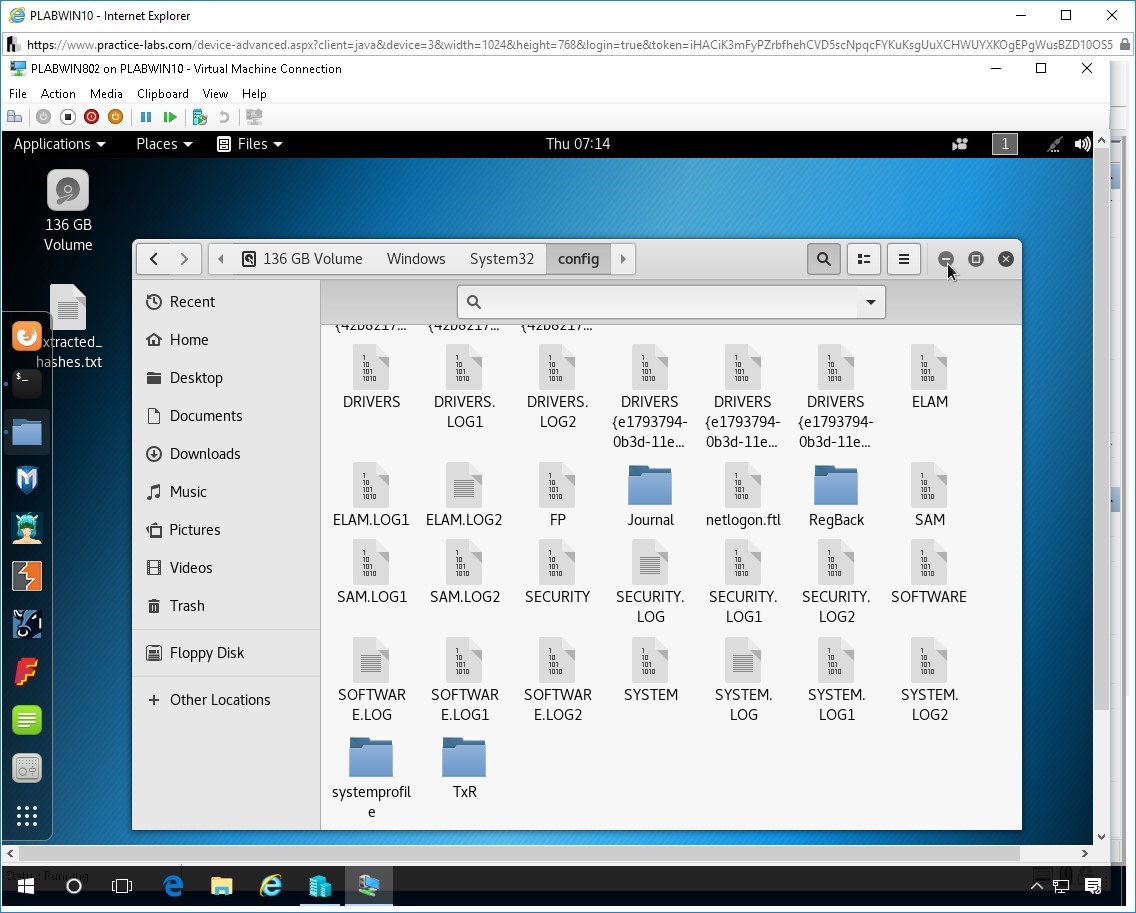 PLABWIN10 - Internet Explorer
https://www.practice-labs.com/device-advanced.aspx?client=java&device=3&width=1024&height=768&login=true&token=iHACiK3mFyPZrbfhehCVD5scNpqcFYKuKsgUuXCHWUYXKOgEPgWusBZD10OS5
PLABWIN802 on PLABWIN10 - Virtual Machine Connection
File Action Media Clipboard View Help
Applications Places Files Thu 07:14 1
136 GB
Volume
136 GB Volume Windows System32 config
Recent
Home
xtracted_
hashes.txt
Desktop
Documents
Downloads
Music
Pictures
Videos
Trash
Floppy Disk
Other Locations
{42b8217... {42b8217... {42b8217...
DRIVERS DRIVERS. DRIVERS. DRIVERS DRIVERS DRIVERS ELAM
LOG1 LOG2 {e1793794- {e1793794- {e1793794-
0b3d-11e... 0b3d-11e... 0b3d-11e...
ELAM.LOG1 ELAM.LOG2 FP Journal netlogon.ftl RegBack SAM
SAM.LOG1 SAM.LOG2 SECURITY SECURITY. SECURITY. SECURITY. SOFTWARE
LOG LOG1 LOG2
SOFTWAR SOFTWAR SOFTWAR SYSTEM SYSTEM. SYSTEM. SYSTEM.
E.LOG E.LOG1 E.LOG2 LOG LOG1 LOG2
systemprofil TxR
e
Status: Running